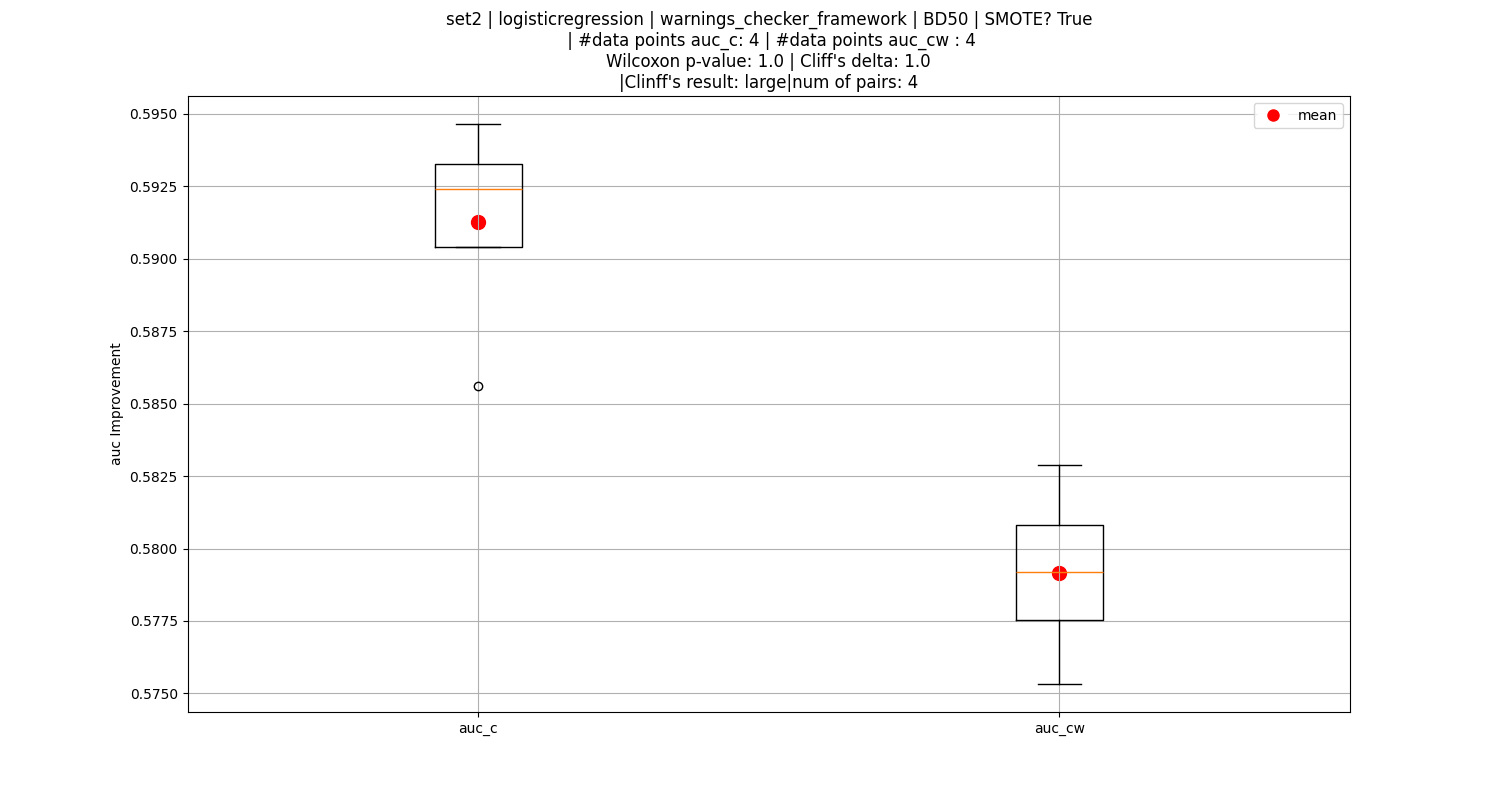 set2 | logisticregression | warnings_checker_framework | BD50 | SMOTE? True
| #data points auc_c: 4 | #data points auc_cw : 4
Wilcoxon p-value: 1.0 | Cliff's delta: 1.0
|Clinff's result: large|num of pairs: 4
mean
0.5950
0.5925
0.5900
0.5875
0.5850
0.5825
0.5800
0.5775
0.5750
auc Improvement
auc_c
auc_cw